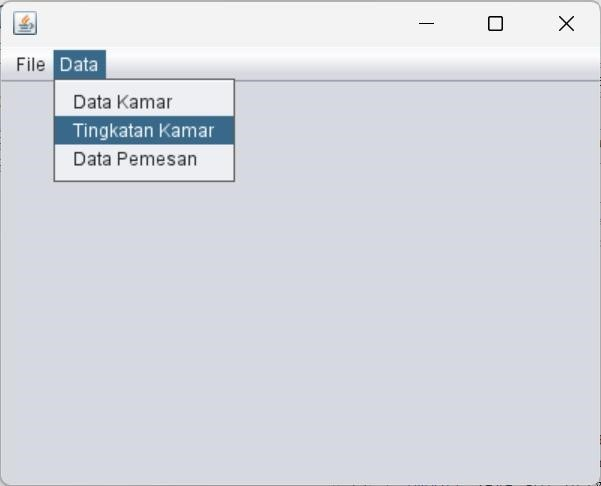 File Data
Data Kamar
Tingkatan Kamar
Data Pemesan